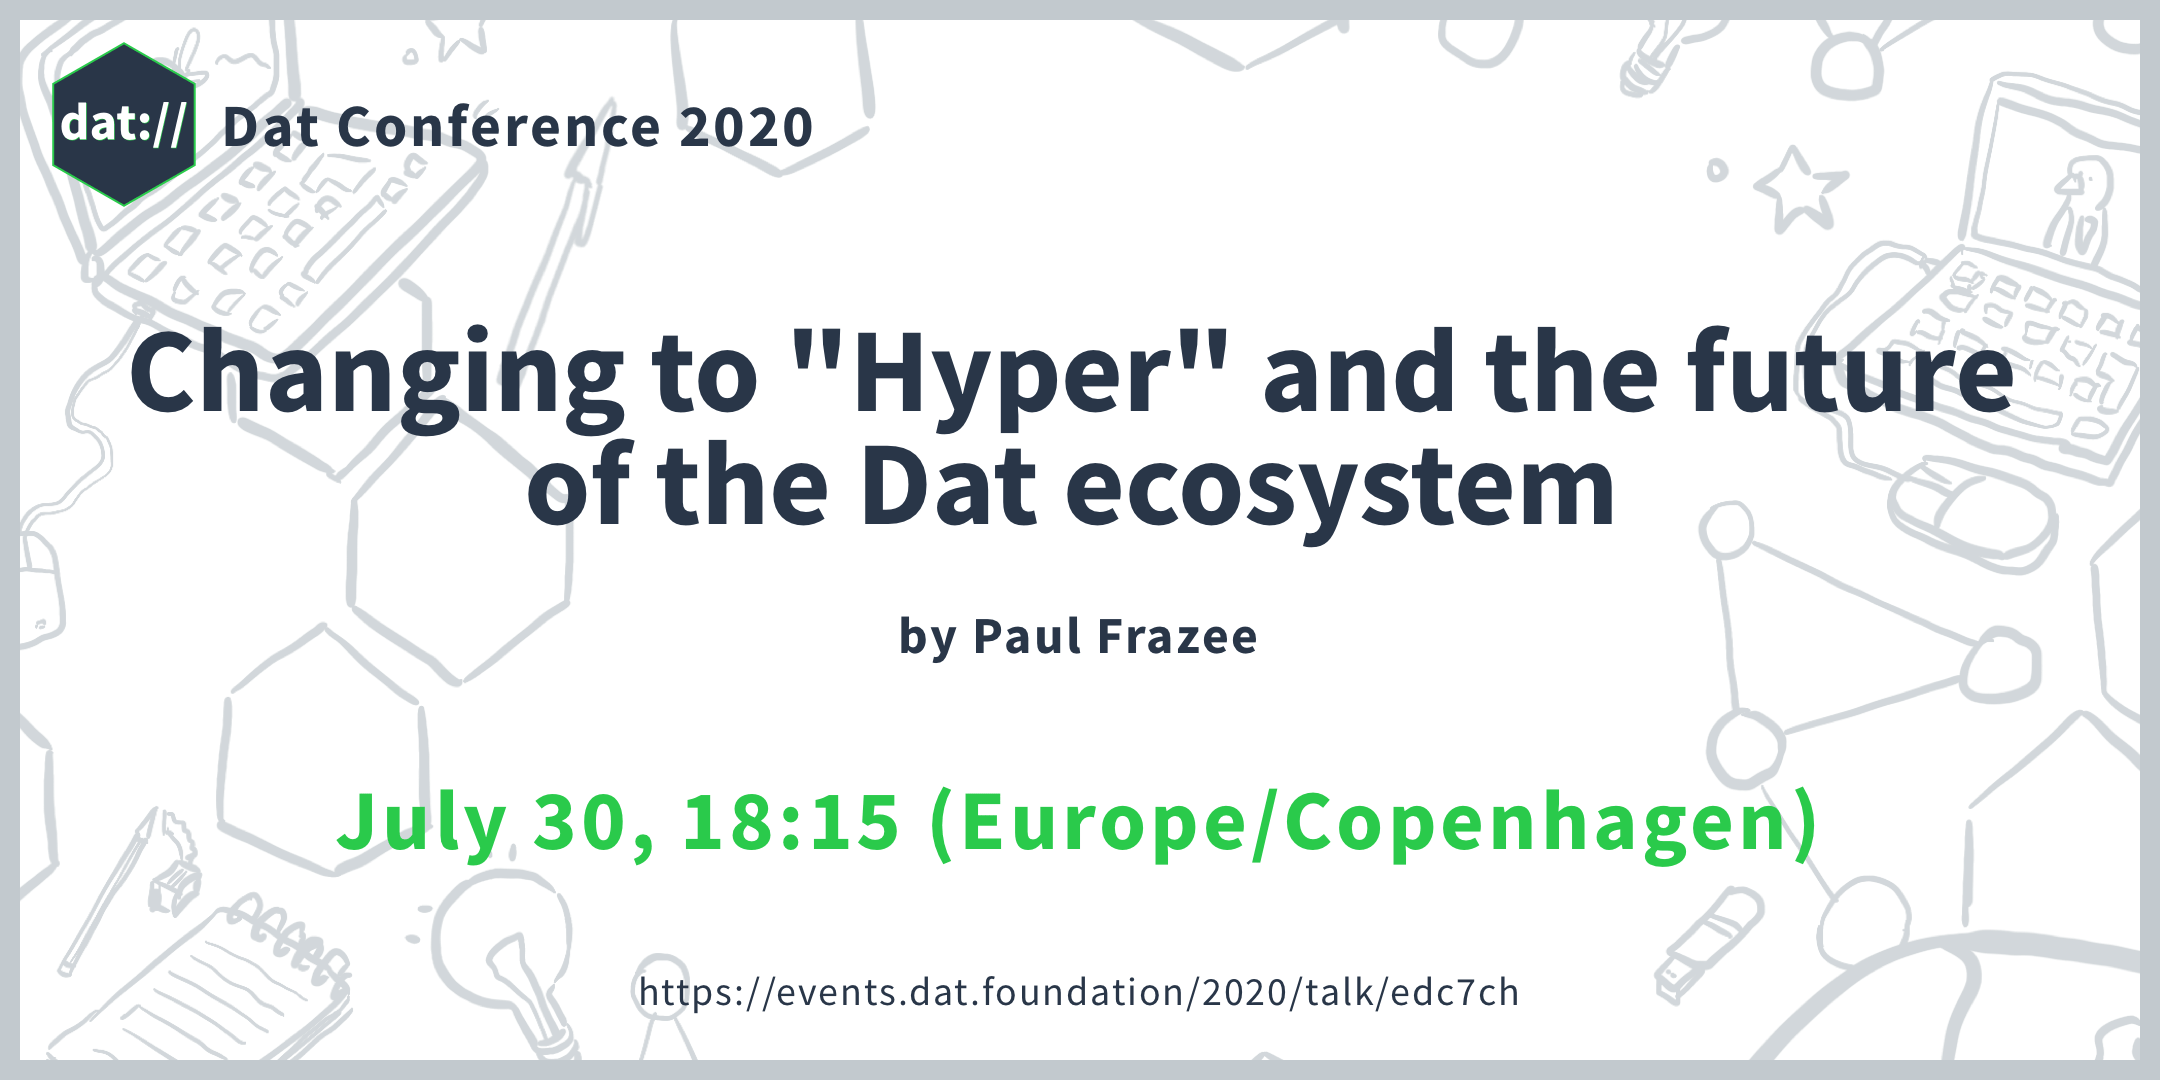 dat://
Dat Conference 2020
Changing to "Hyper" and the future
of the Dat ecosystem
by Paul Frazee
July 30, 18:15 (Europe/Copenhagen)
https://events.dat.foundation/2020/talk/edc7ch